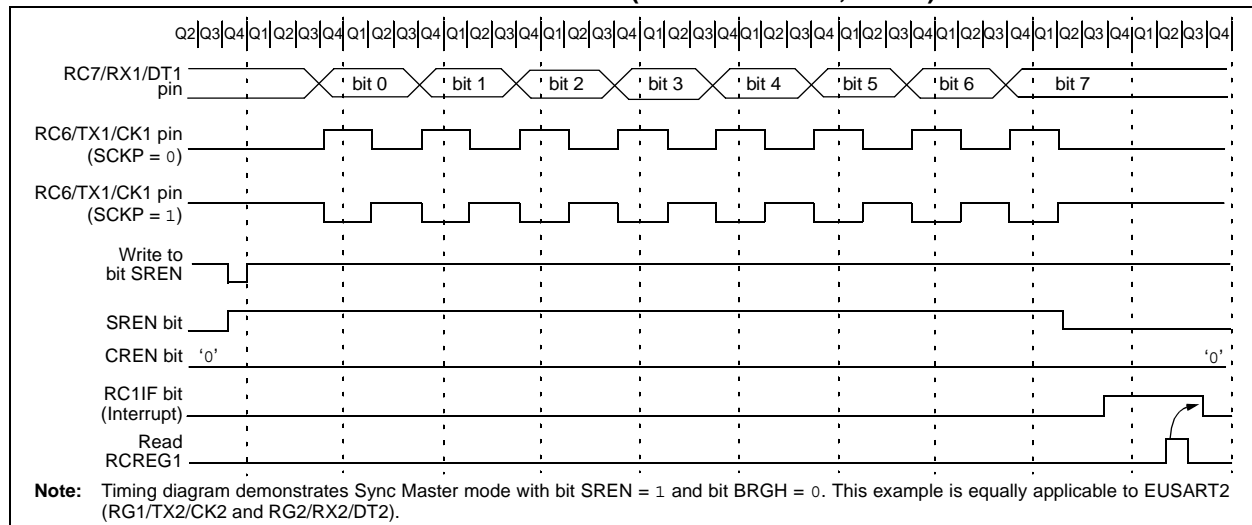 Q2 Q3 Q4 Q1 Q2 Q3 Q4 Q1 Q2 Q3 Q4 Q1 Q2 Q3 Q4 Q1 Q2 Q3 Q4 Q1 Q2 Q3 Q4 Q1 Q2 Q3 Q4 Q1 Q2 Q3 Q4 Q1 Q2 Q3 Q4 Q1 Q2 Q3 Q4 Q1 Q2 Q3 Q4
RC7/RX1/DT1
pin
bit 0 bit 1 bit 2 bit 3 bit 4 bit 5 bit 6 bit 7
RC6/TX1/CK1 pin
(SCKP = 0)
RC6/TX1/CK1 pin
(SCKP = 1)
Write to
bit SREN
SREN bit
CREN bit ‘0’ ‘0’
RC1IF bit
(Interrupt)
Read
RCREG1
Note: Timing diagram demonstrates Sync Master mode with bit SREN = 1 and bit BRGH = 0. This example is equally applicable to EUSART2
(RG1/TX2/CK2 and RG2/RX2/DT2).